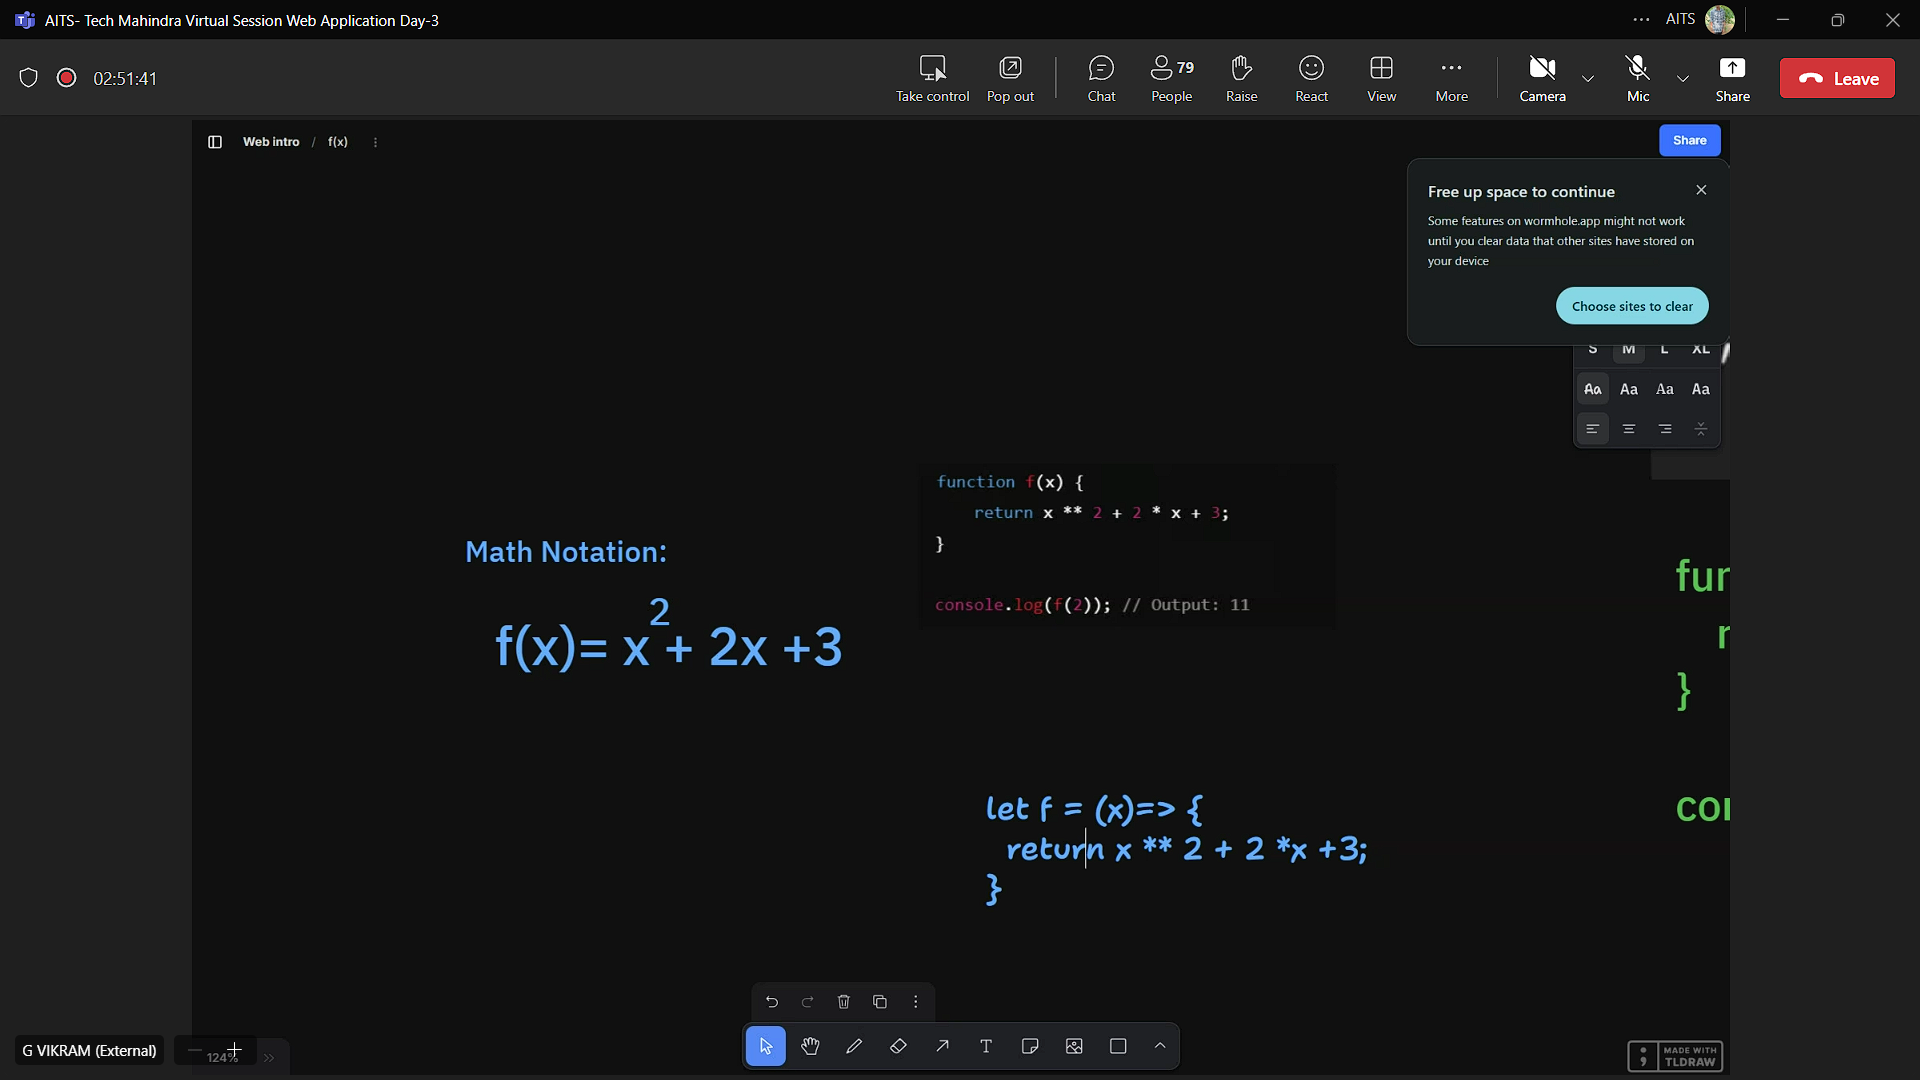 AITS- Tech Mahindra Virtual Session Web Application Day-3
AITS
02:51:41
Take control
Pop out
Chat
People 79
Raise
React
View
More
Camera
Mic
Share
Leave
Web intro / f(x)
Share
Free up space to continue
Some features on wormhole.app might not work
until you clear data that other sites have stored on
your device
Choose sites to clear
S M L XL
Aa Aa Aa Aa
function f(x) {
return x ** 2 + 2 * x + 3;
}
console.log(f(2)); // Output: 11
Math Notation:
f(x)= x² + 2x +3
fun
r
}
con
let f = (x)=> {
return x ** 2 + 2 *x +3;
}
G VIKRAM (External)
124%
MADE WITH
TLDRAW